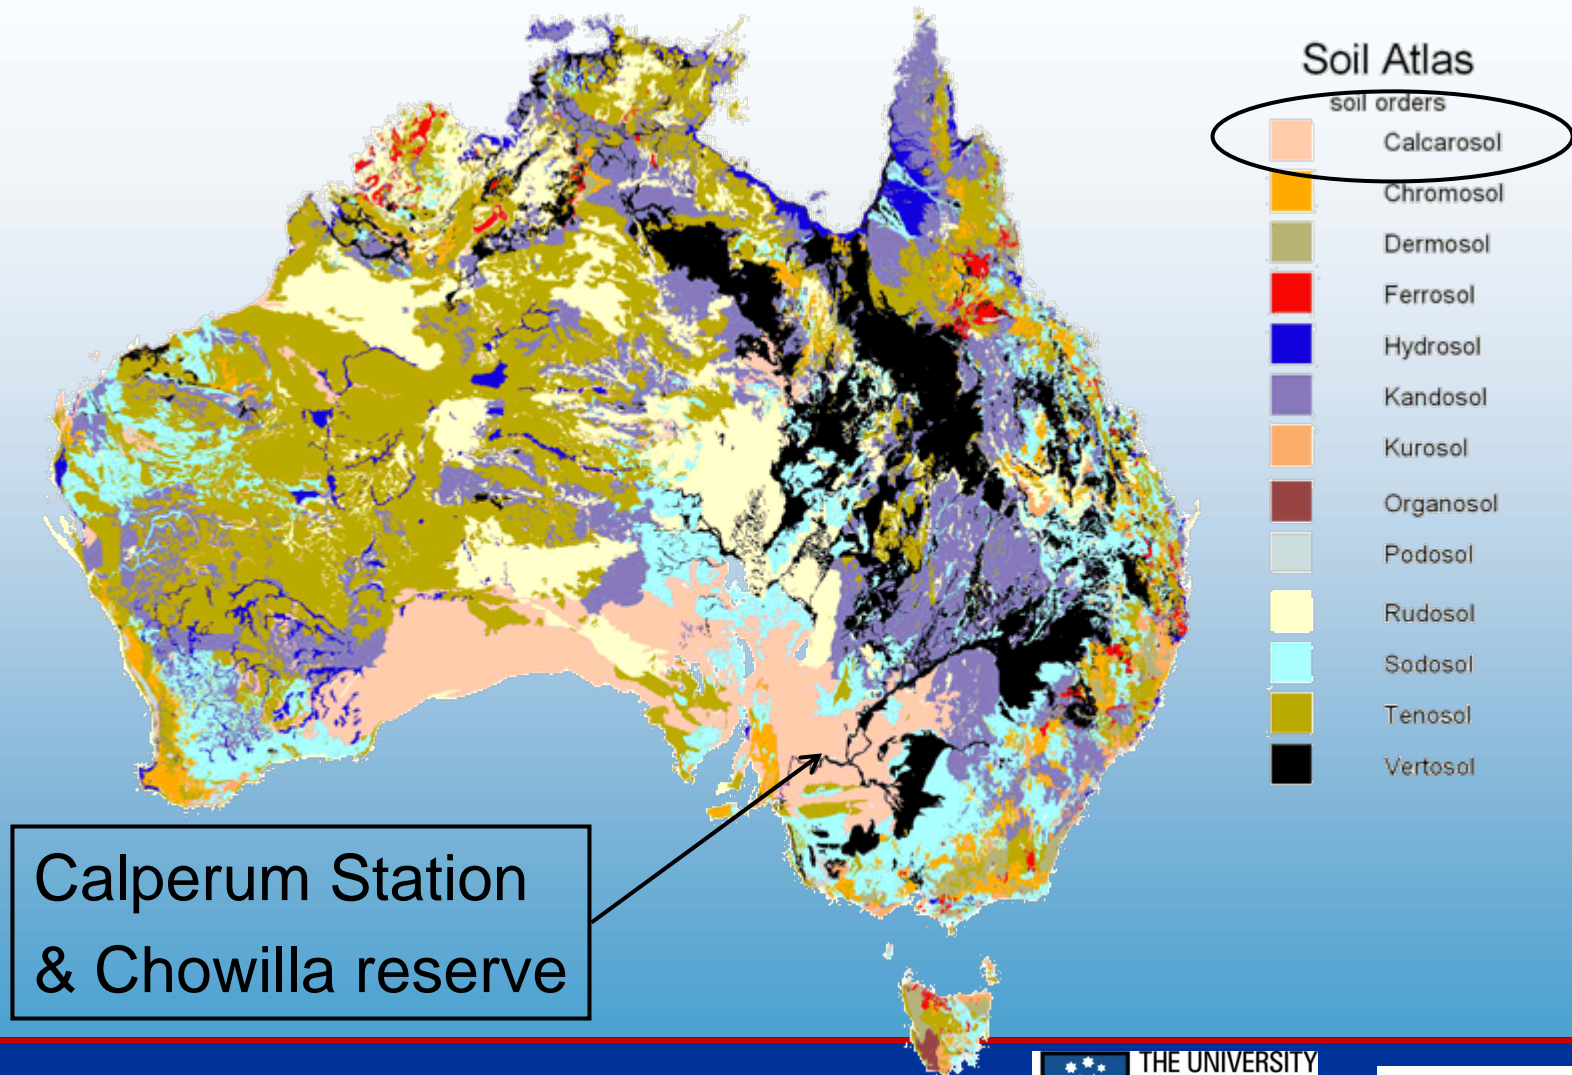 Soil Atlas
soil orders
Calcarosol
Chromosol
Dermosol
Ferrosol
Hydrosol
Kandosol
Kurosol
Organosol
Podosol
Rudosol
Sodosol
Tenosol
Vertosol
Calperum Station
& Chowilla reserve
THE UNIVERSITY